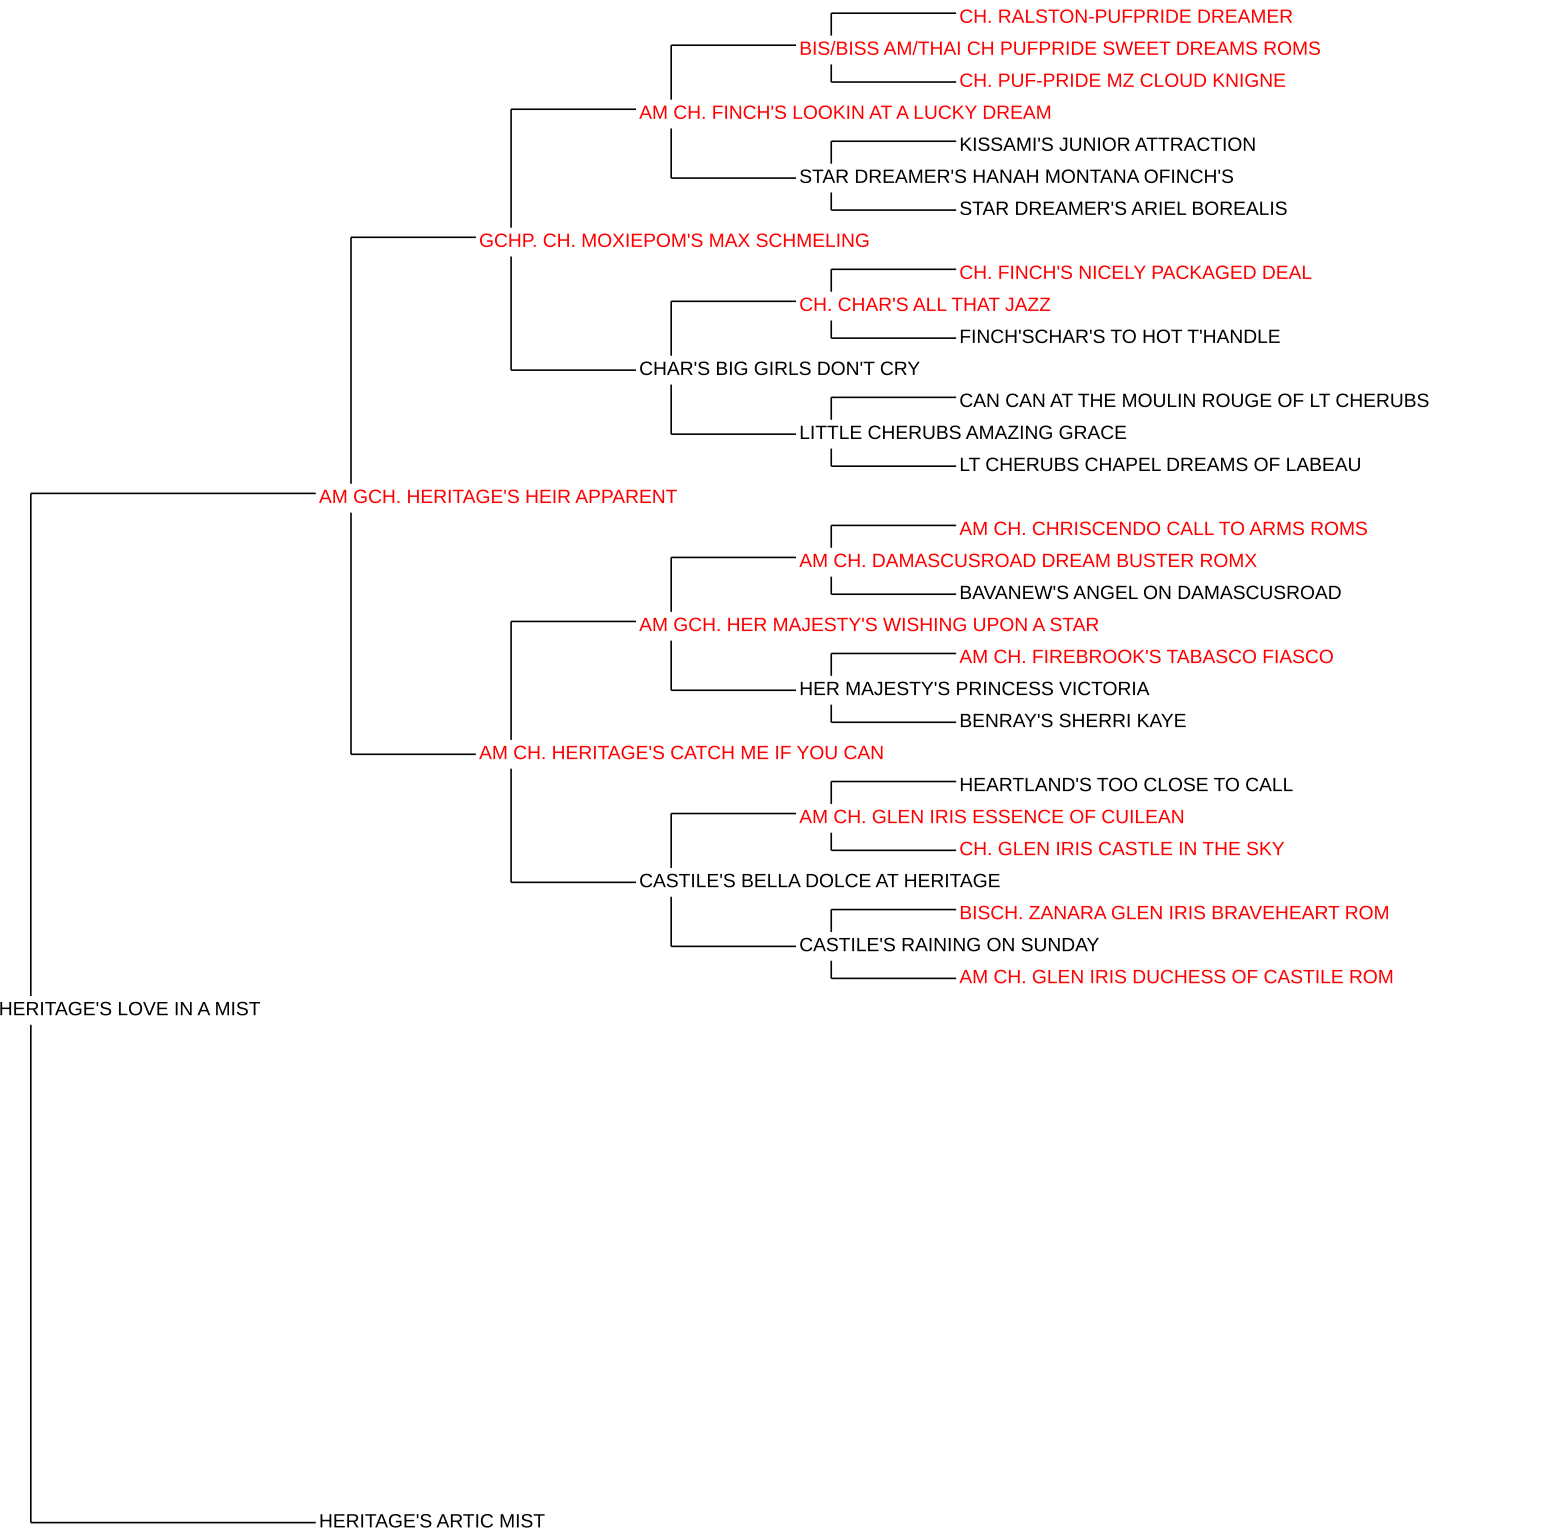 CH. RALSTON-PUFPRIDE DREAMER
BIS/BISS AM/THAI CH PUFPRIDE SWEET DREAMS ROMS
CH. PUF-PRIDE MZ CLOUD KNIGNE
AM CH. FINCH'S LOOKIN AT A LUCKY DREAM
KISSAMI'S JUNIOR ATTRACTION
STAR DREAMER'S HANAH MONTANA OFINCH'S
STAR DREAMER'S ARIEL BOREALIS
GCHP. CH. MOXIEPOM'S MAX SCHMELING
CH. FINCH'S NICELY PACKAGED DEAL
CH. CHAR'S ALL THAT JAZZ
FINCH'SCHAR'S TO HOT T'HANDLE
CHAR'S BIG GIRLS DON'T CRY
CAN CAN AT THE MOULIN ROUGE OF LT CHERUBS
LITTLE CHERUBS AMAZING GRACE
LT CHERUBS CHAPEL DREAMS OF LABEAU
AM GCH. HERITAGE'S HEIR APPARENT
AM CH. CHRISCENDO CALL TO ARMS ROMS
AM CH. DAMASCUSROAD DREAM BUSTER ROMX
BAVANEW'S ANGEL ON DAMASCUSROAD
AM GCH. HER MAJESTY'S WISHING UPON A STAR
AM CH. FIREBROOK'S TABASCO FIASCO
HER MAJESTY'S PRINCESS VICTORIA
BENRAY'S SHERRI KAYE
AM CH. HERITAGE'S CATCH ME IF YOU CAN
HEARTLAND'S TOO CLOSE TO CALL
AM CH. GLEN IRIS ESSENCE OF CUILEAN
CH. GLEN IRIS CASTLE IN THE SKY
CASTILE'S BELLA DOLCE AT HERITAGE
BISCH. ZANARA GLEN IRIS BRAVEHEART ROM
CASTILE'S RAINING ON SUNDAY
AM CH. GLEN IRIS DUCHESS OF CASTILE ROM
HERITAGE'S LOVE IN A MIST
HERITAGE'S ARTIC MIST